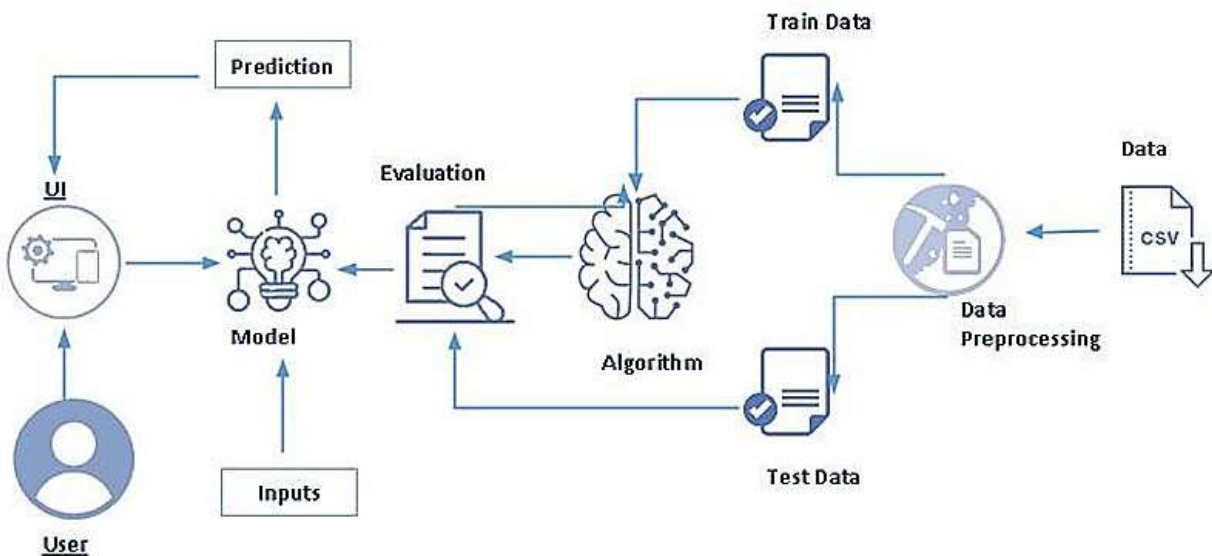 Train Data
Prediction
Data
Evaluation
UI
CSV
Model
Data
Preprocessing
Algorithm
Inputs
Test Data
User